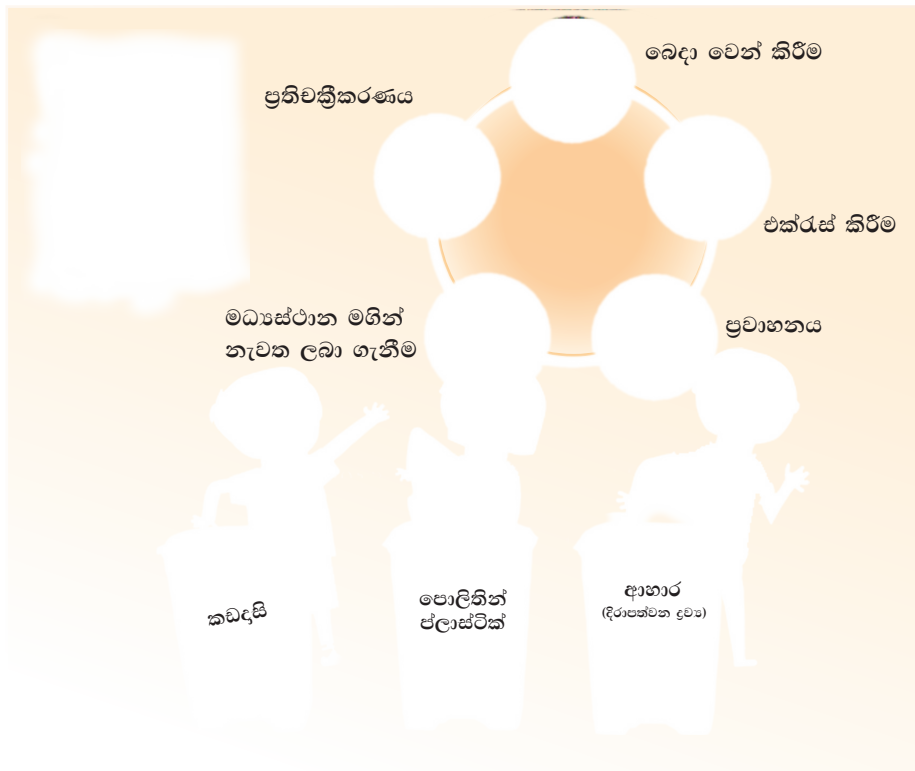 බෙදා වෙන් කිරීම
ප්‍රතිචක්‍රීකරණය
එක්රැස් කිරීම
මධ්‍යස්ථාන මගින්
නැවත ලබා ගැනීම
ප්‍රවාහනය
කඩදාසි
පොලිතින්
ප්ලාස්ටික්
ආහාර
(දිරාපත්වන ද්‍රව්‍ය)